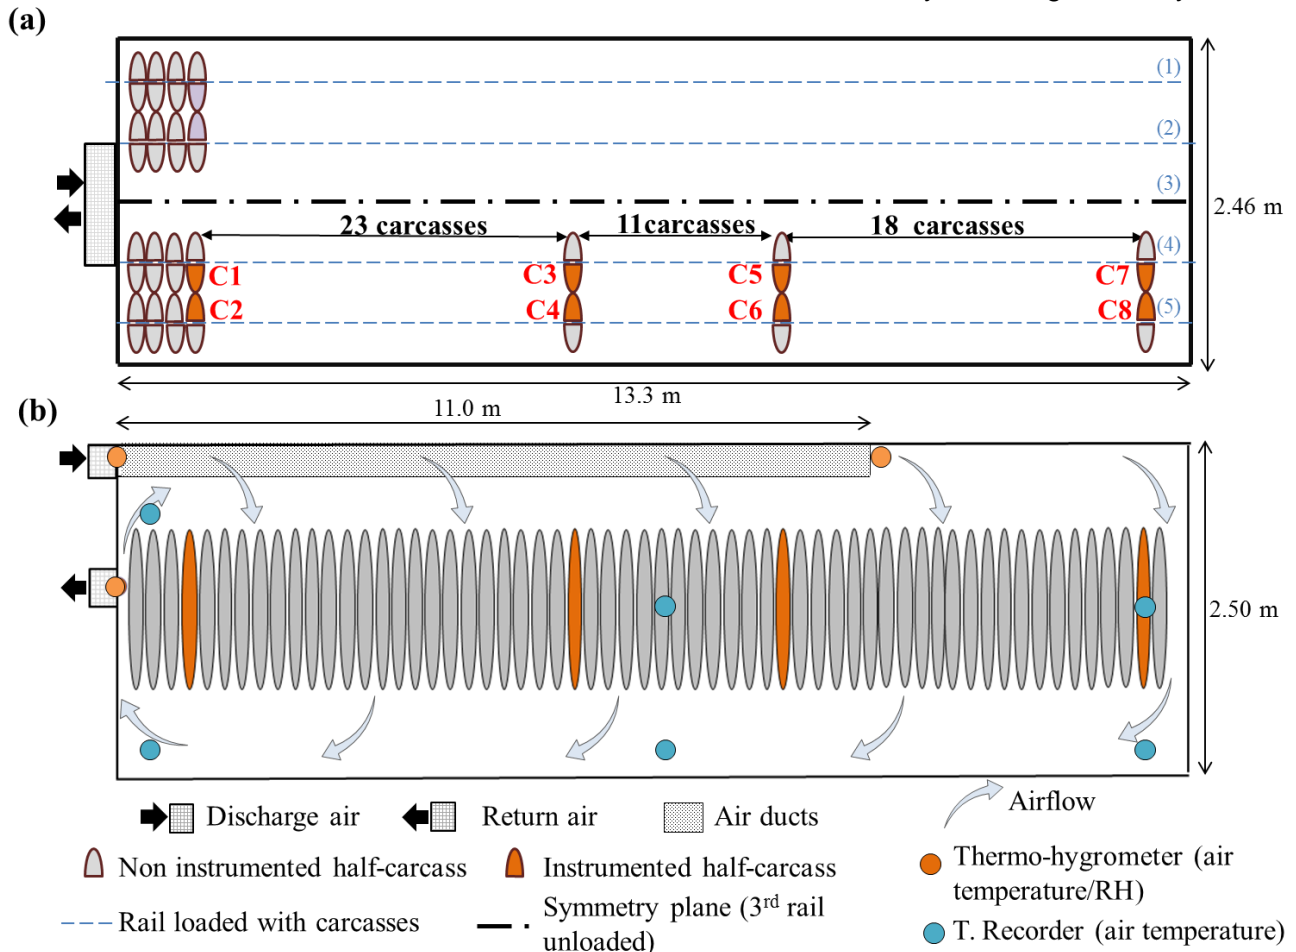 (a)
(1)
(2)
(3)
2.46 m
23 carcasses
11carcasses
18 carcasses
(4)
C1
C3
C5
C7
C2
C4
C6
C8
(5)
13.3 m
(b)
11.0 m
2.50 m
Discharge air
Return air
Air ducts
Airflow
Non instrumented half-carcass
Instrumented half-carcass
Thermo-hygrometer (air
temperature/RH)
Rail loaded with carcasses
Symmetry plane (3rd rail
unloaded)
T. Recorder (air temperature)